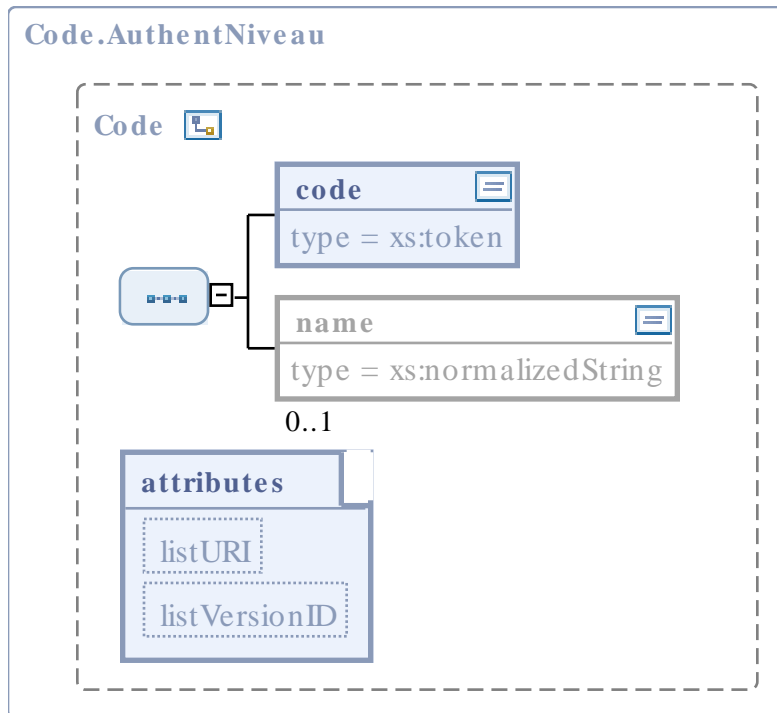 Code.AuthentNiveau
Code
code
type = xs:token
name
type = xs:normalizedString
0..1
attributes
listURI
listVersionID